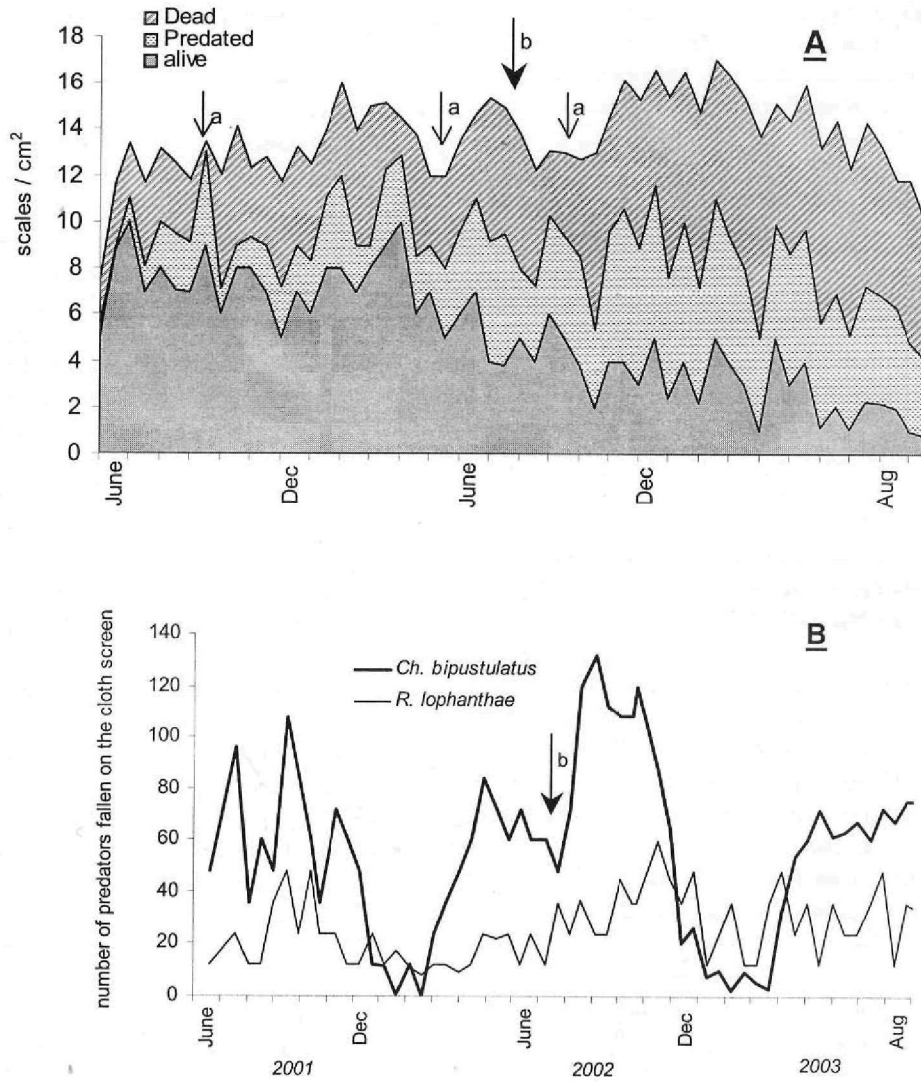 Dead
Predated
alive
A
18
16
14
12
10
8
6
4
2
0
scales / cm²
a
a
b
a
June
Dec
June
Dec
Aug
B
140
120
100
80
60
40
20
0
number of predators fallen on the cloth screen
Ch. bipustulatus
R. lophanthae
b
June
Dec
June
Dec
Aug
2001
2002
2003